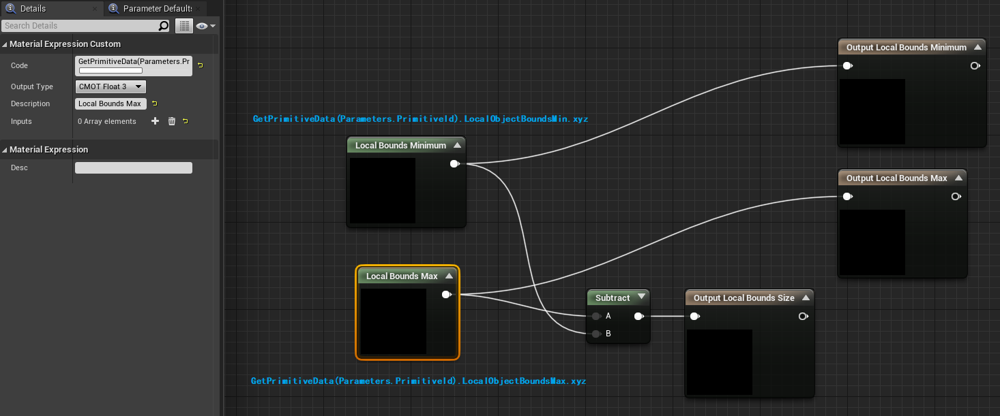 Details
Parameter Defaults
Search Details
Material Expression Custom
Code
GetPrimitiveData(Parameters.Pr
Output Type
CMOT Float 3
Description
Local Bounds Max
Inputs
0 Array elements
Material Expression
Desc
GetPrimitiveData(Parameters.PrimitiveId).LocalObjectBoundsMin.xyz
Local Bounds Minimum
Output Local Bounds Minimum
Output Local Bounds Max
Local Bounds Max
Subtract
A
B
Output Local Bounds Size
GetPrimitiveData(Parameters.PrimitiveId).LocalObjectBoundsMax.xyz